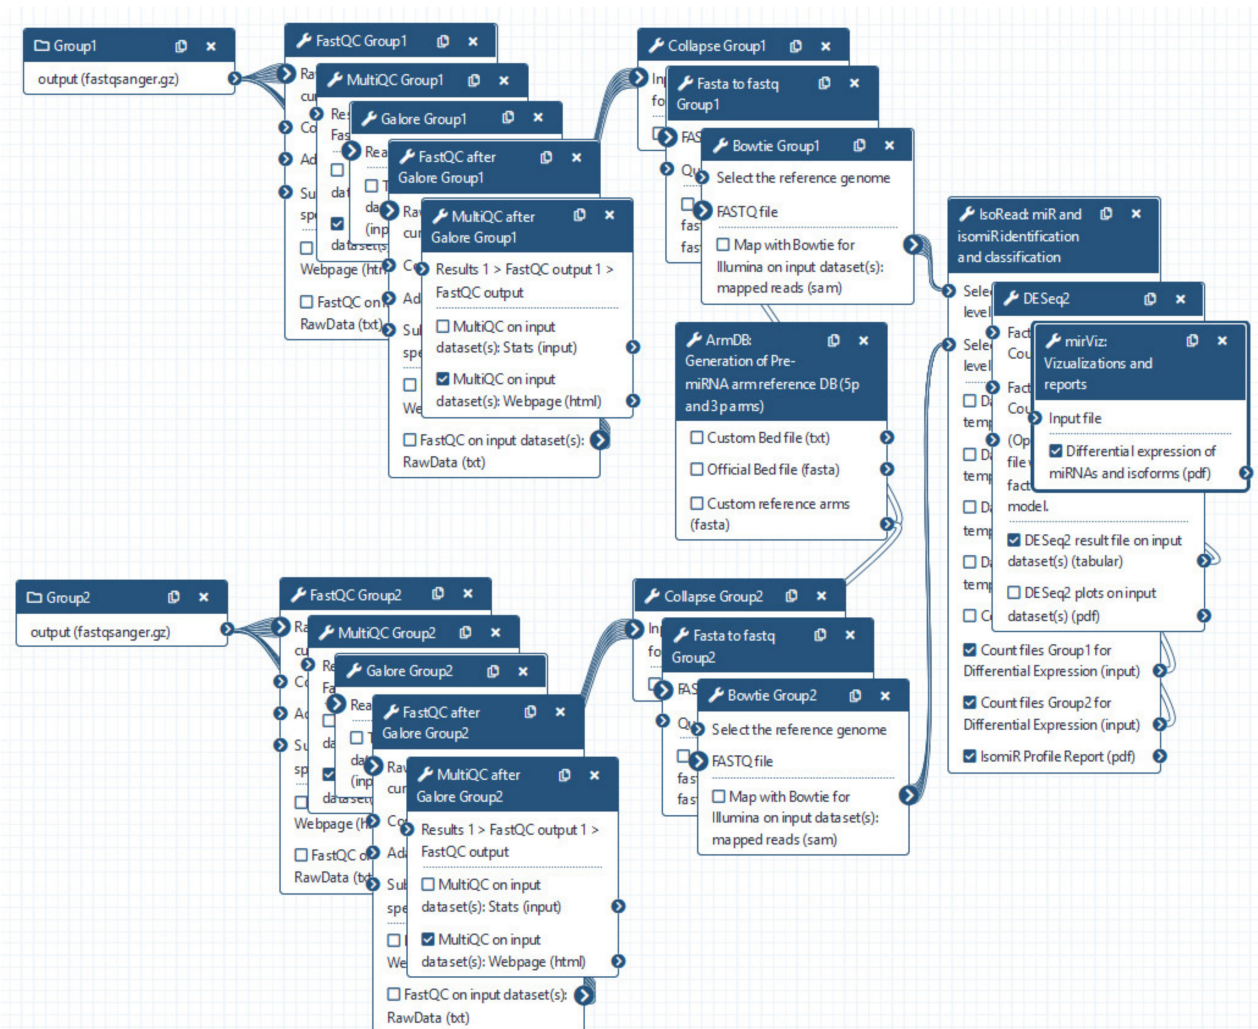 Group1
output (fastqsanger.gz)
FastQC Group1
Webpage
FastQC on
RawData (txt)
MultiQC Group1
Galore Group1
FastQC after
Galore Group1
FastQC on input dataset(s):
RawData (txt)
MultiQC after
Galore Group1
Results 1 > FastQC output 1 >
FastQC output
MultiQC on input
dataset(s): Stats (input)
MultiQC on input
dataset(s): Webpage (html)
Collapse Group1
Fasta to fastq
Group1
Bowtie Group1
Select the reference genome
FASTQ file
Map with Bowtie for
Illumina on input dataset(s):
mapped reads (sam)
ArmDB:
Generation of Pre-
miRNA arm reference DB (5p
and 3p arms)
Custom Bed file (txt)
Official Bed file (fasta)
Custom reference arms
(fasta)
IsoRead: miR and
isomiR identification
and classification
level
level
Count files Group1 for
Differential Expression (input)
Count files Group2 for
Differential Expression (input)
IsomiR Profile Report (pdf)
DESeq2
model.
DESeq2 result file on input
dataset(s) (tabular)
DESeq2 plots on input
dataset(s) (pdf)
mirViz:
Vizualizations and
reports
Input file
Differential expression of
miRNAs and isoforms (pdf)
Group2
output (fastqsanger.gz)
FastQC Group2
Webpage
FastQC
RawData
MultiQC Group2
Galore Group2
FastQC after
Galore Group2
FastQC on input dataset(s):
RawData (txt)
MultiQC after
Galore Group2
Results 1 > FastQC output 1 >
FastQC output
MultiQC on input
dataset(s): Stats (input)
MultiQC on input
dataset(s): Webpage (html)
Collapse Group2
Fasta to fastq
Group2
Bowtie Group2
Select the reference genome
FASTQ file
Map with Bowtie for
Illumina on input dataset(s):
mapped reads (sam)